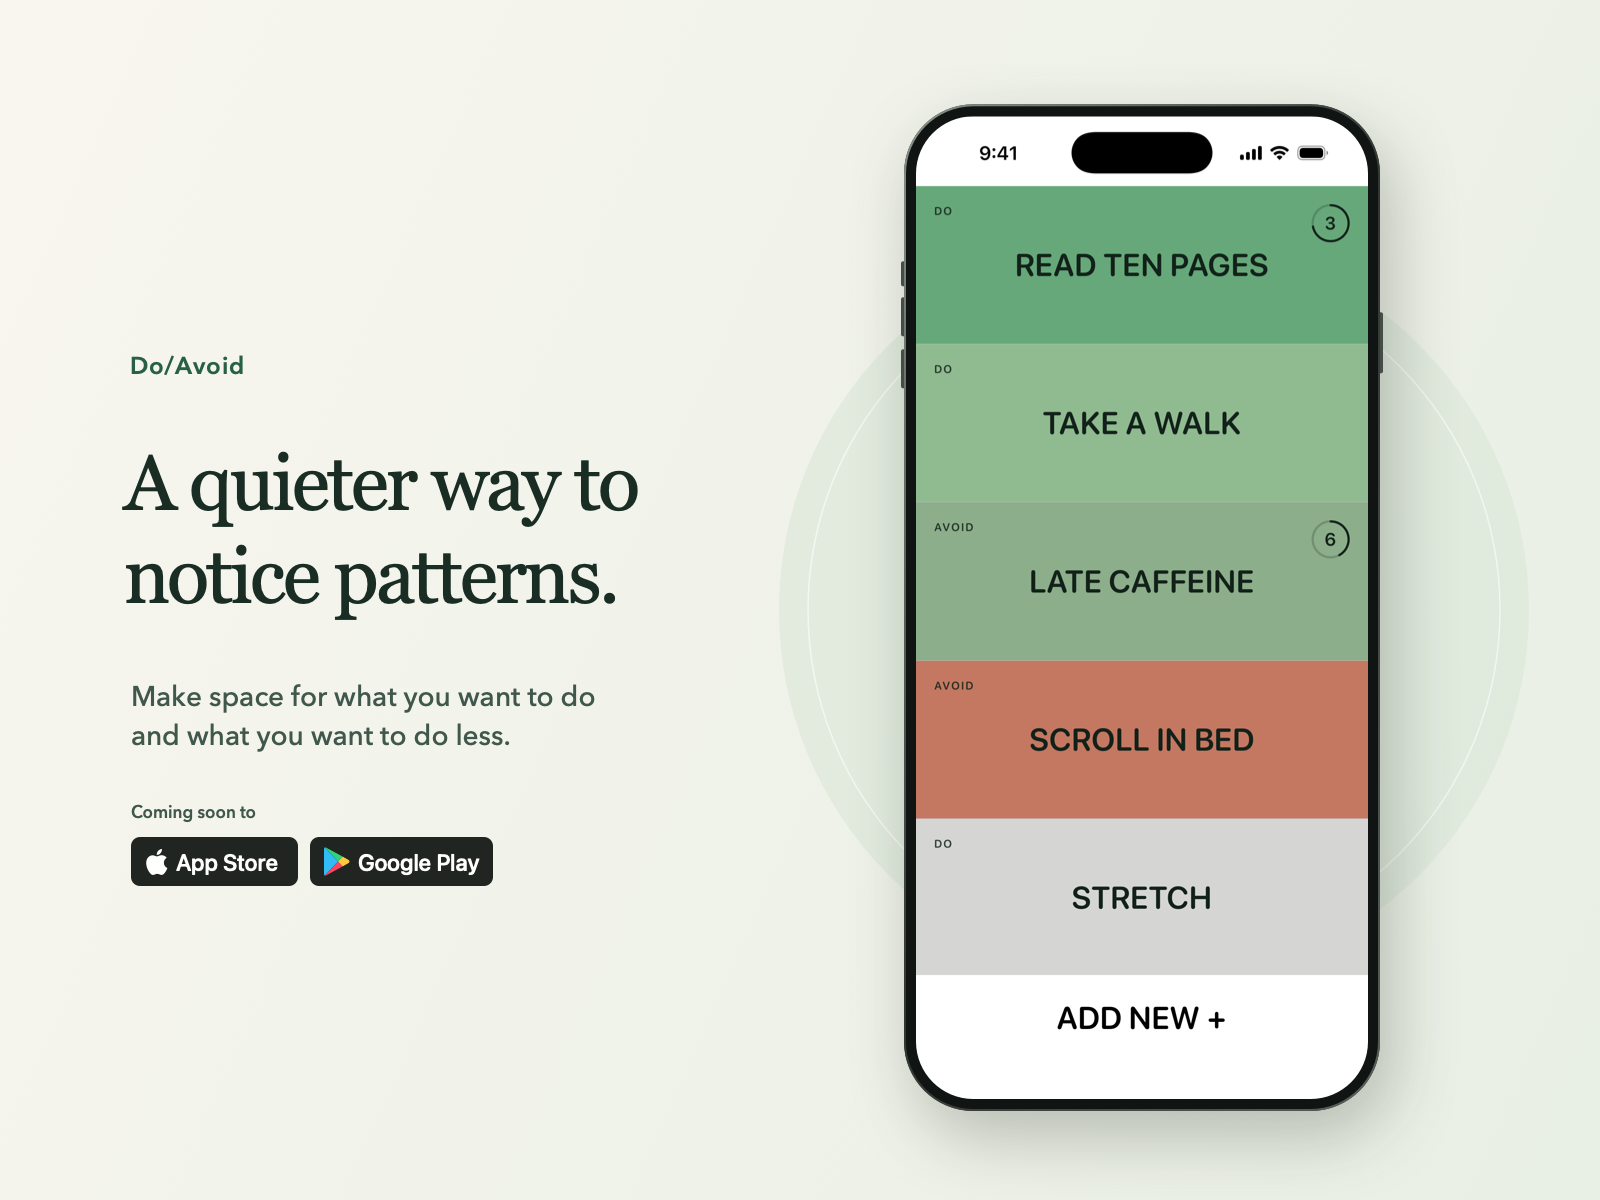 Do/Avoid
A quieter way to
notice patterns.
Make space for what you want to do
and what you want to do less.
Coming soon to
App Store
Google Play
9:41
DO
3
READ TEN PAGES
DO
TAKE A WALK
AVOID
6
LATE CAFFEINE
AVOID
SCROLL IN BED
DO
STRETCH
ADD NEW +